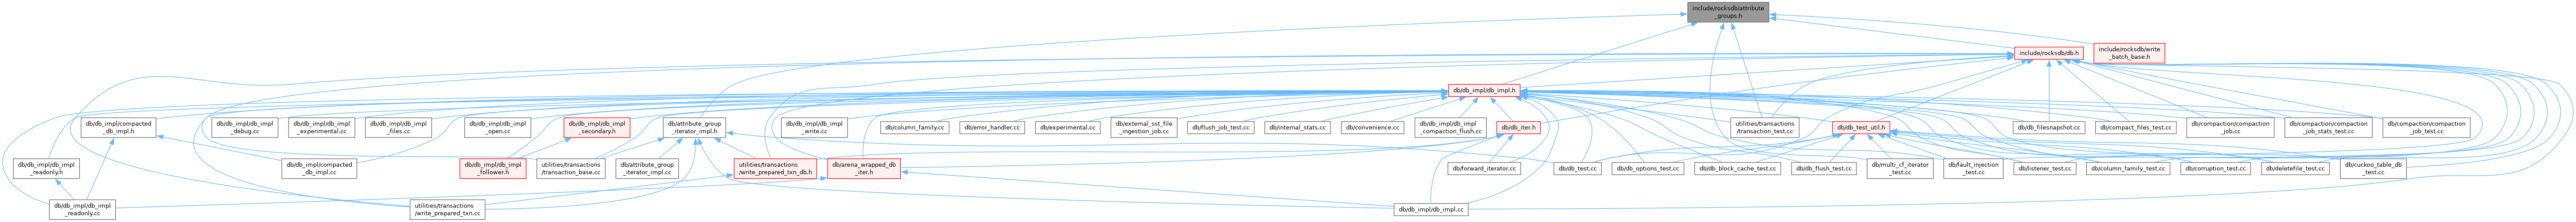 include/rocksdb/attribute
_groups.h
include/rocksdb/db.h
include/rocksdb/write
_batch_base.h
db/db_impl/db_impl.h
db/db_impl/compacted
_db_impl.h
db/db_impl/db_impl
_debug.cc
db/db_impl/db_impl
_experimental.cc
db/db_impl/db_impl
_files.cc
db/db_impl/db_impl
_open.cc
db/db_impl/db_impl
_secondary.h
db/attribute_group
_iterator_impl.h
db/db_impl/db_impl
_write.cc
db/column_family.cc
db/error_handler.cc
db/experimental.cc
db/external_sst_file
_ingestion_job.cc
db/flush_job_test.cc
db/internal_stats.cc
db/convenience.cc
db/db_impl/db_impl
_compaction_flush.cc
db/db_iter.h
utilities/transactions
/transaction_test.cc
db/db_test_util.h
db/db_filesnapshot.cc
db/compact_files_test.cc
db/compaction/compaction
_job.cc
db/compaction/compaction
_job_stats_test.cc
db/compaction/compaction
_job_test.cc
db/db_impl/db_impl
_readonly.h
db/db_impl/compacted
_db_impl.cc
db/db_impl/db_impl
_follower.h
utilities/transactions
/transaction_base.cc
db/attribute_group
_iterator_impl.cc
utilities/transactions
/write_prepared_txn_db.h
db/arena_wrapped_db
_iter.h
db/forward_iterator.cc
db/db_test.cc
db/db_options_test.cc
db/db_block_cache_test.cc
db/db_flush_test.cc
db/multi_cf_iterator
_test.cc
db/fault_injection
_test.cc
db/listener_test.cc
db/column_family_test.cc
db/corruption_test.cc
db/deletefile_test.cc
db/cuckoo_table_db
_test.cc
db/db_impl/db_impl
_readonly.cc
utilities/transactions
/write_prepared_txn.cc
db/db_impl/db_impl.cc